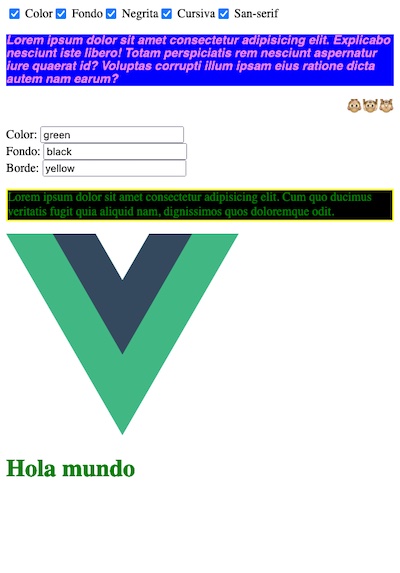 Color Fondo Negrita Cursiva San-serif
Lorem ipsum dolor sit amet consectetur adipisicing elit. Explicabo
nesciunt iste libero! Totam perspiciatis rem nesciunt aspernatur
iure quaerat id? Voluptas corrupti illum ipsam eius ratione dicta
autem nam earum?
Color: green
Fondo: black
Borde: yellow
Lorem ipsum dolor sit amet consectetur adipisicing elit. Cum quo ducimus
veritatis fugit quia aliquid nam, dignissimos quos doloremque odit.
Hola mundo